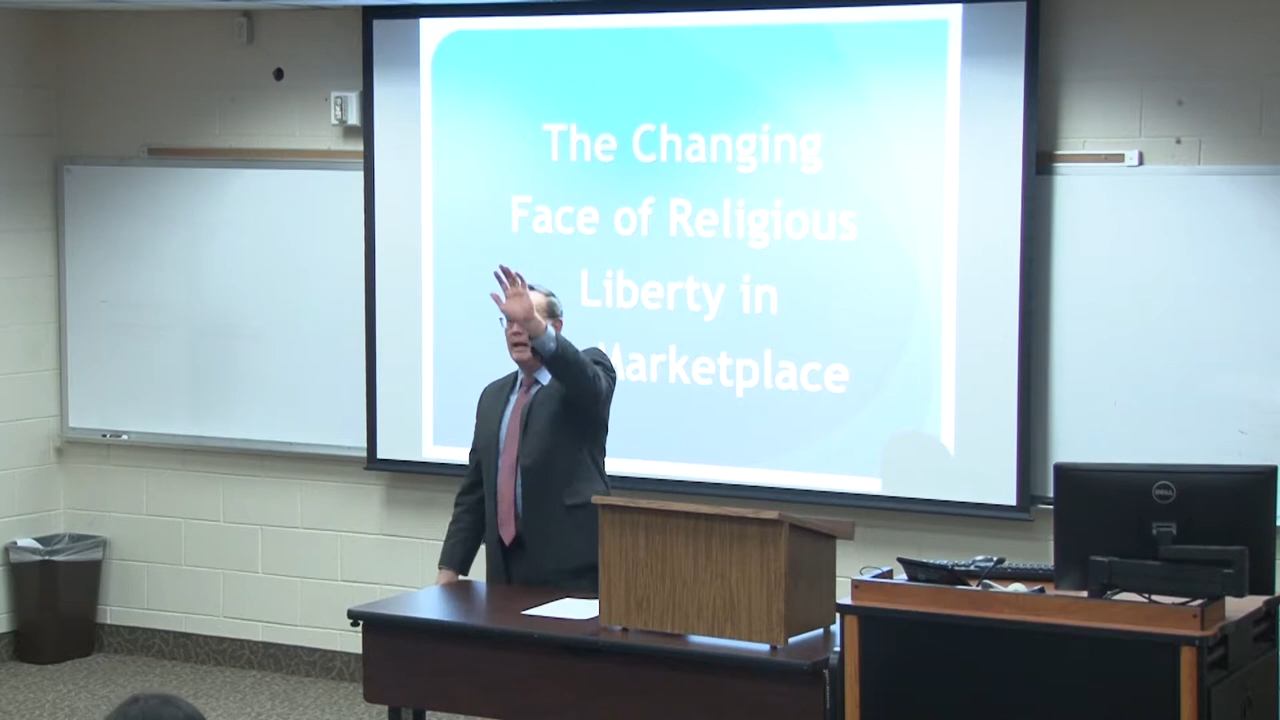 The Changing
Face of Religious
Liberty in
Marketplace
DELL